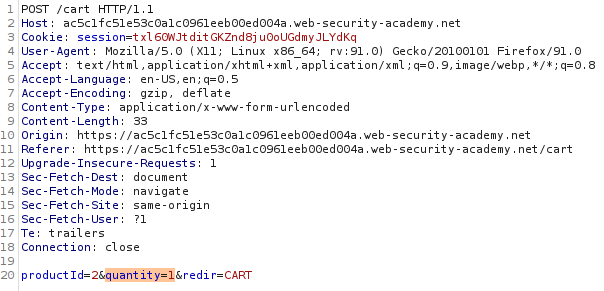 1 POST /cart HTTP/1.1
2 Host: ac5c1fc51e53c0a1c0961eeb00ed004a.web-security-academy.net
3 Cookie: session=txl60WJtditGKZnd8ju0oUGdmyJLYdKq
4 User-Agent: Mozilla/5.0 (X11; Linux x86_64; rv:91.0) Gecko/20100101 Firefox/91.0
5 Accept: text/html,application/xhtml+xml,application/xml;q=0.9,image/webp,*/*;q=0.8
6 Accept-Language: en-US,en;q=0.5
7 Accept-Encoding: gzip, deflate
8 Content-Type: application/x-www-form-urlencoded
9 Content-Length: 33
10 Origin: https://ac5c1fc51e53c0a1c0961eeb00ed004a.web-security-academy.net
11 Referer: https://ac5c1fc51e53c0a1c0961eeb00ed004a.web-security-academy.net/cart
12 Upgrade-Insecure-Requests: 1
13 Sec-Fetch-Dest: document
14 Sec-Fetch-Mode: navigate
15 Sec-Fetch-Site: same-origin
16 Sec-Fetch-User: ?1
17 Te: trailers
18 Connection: close
19
20 productId=2&quantity=1&redir=CART